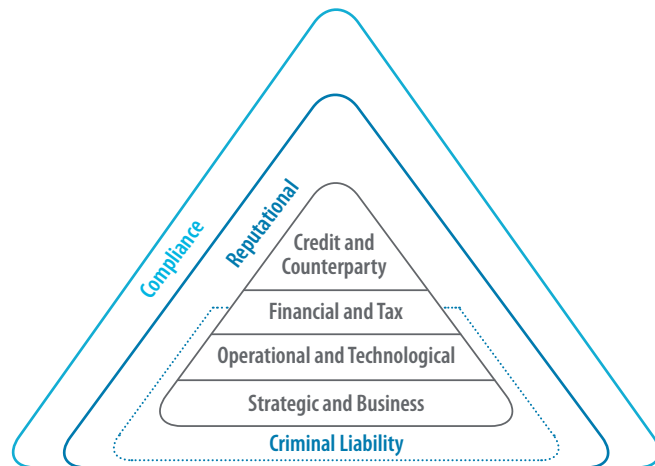 Compliance
Reputational
Credit and
Counterparty
Financial and Tax
Operational and Technological
Strategic and Business
Criminal Liability